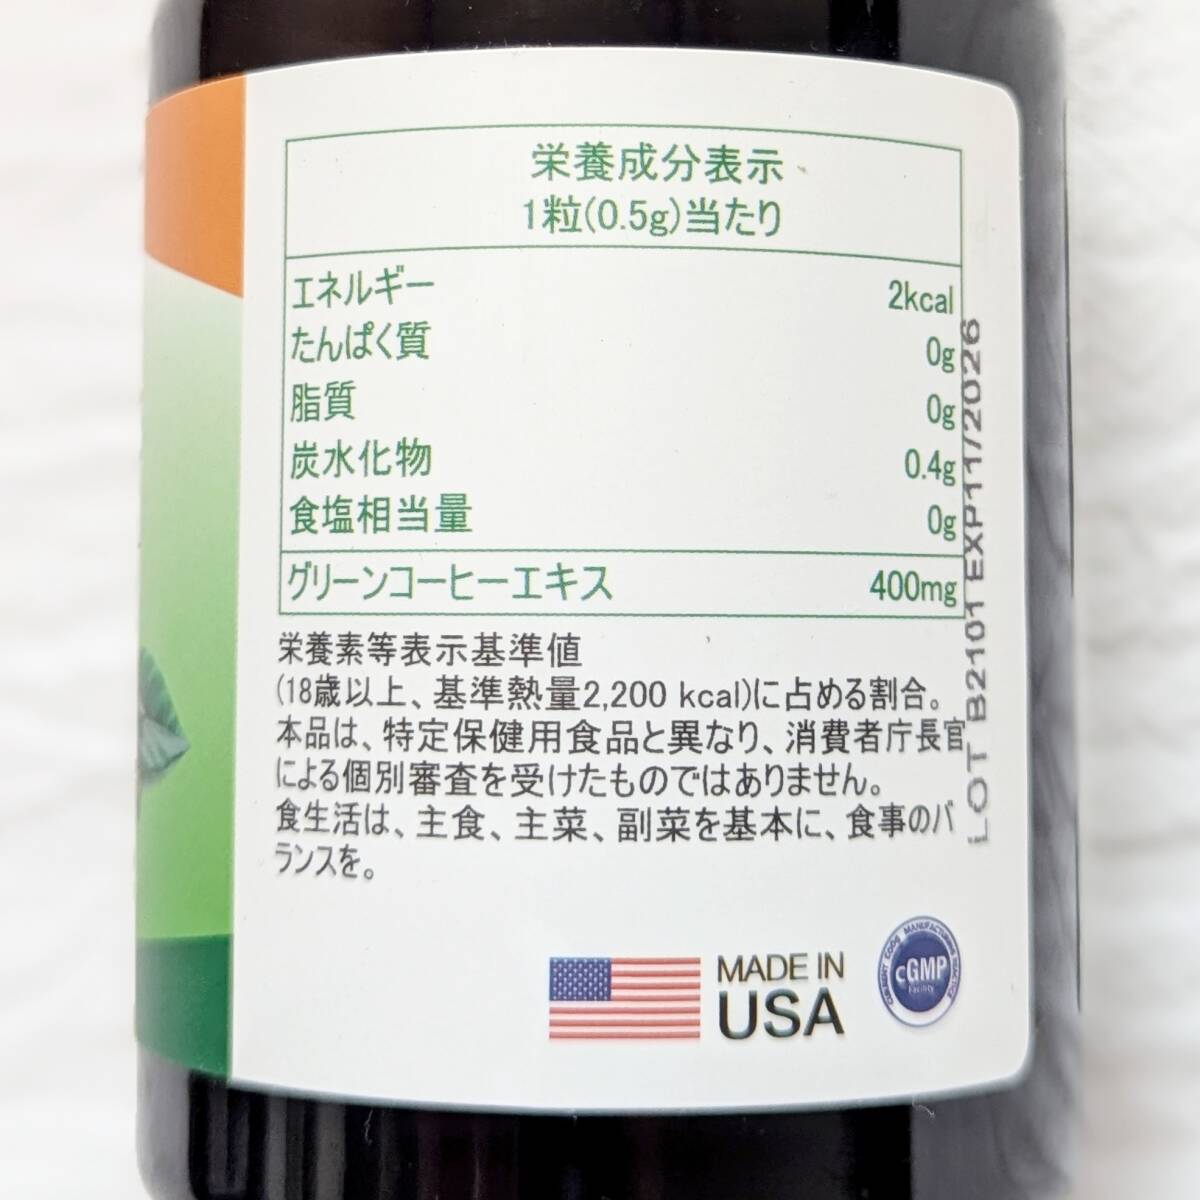 栄養成分表示
1粒(0.5g)当たり
エネルギー 2kcal
たんぱく質 0g
脂質 0g
炭水化物 0.4g
食塩相当量 0g
グリーンコーヒーエキス 400mg
栄養素等表示基準値
(18歳以上、基準熱量2,200 kcal)に占める割合。
本品は、特定保健用食品と異なり、消費者庁長官
による個別審査を受けたものではありません。
食生活は、主食、主菜、副菜を基本に、食事のバ
ランスを。
LOT B2101 EXP11/2026
MADE IN
USA
cGMP
Facility